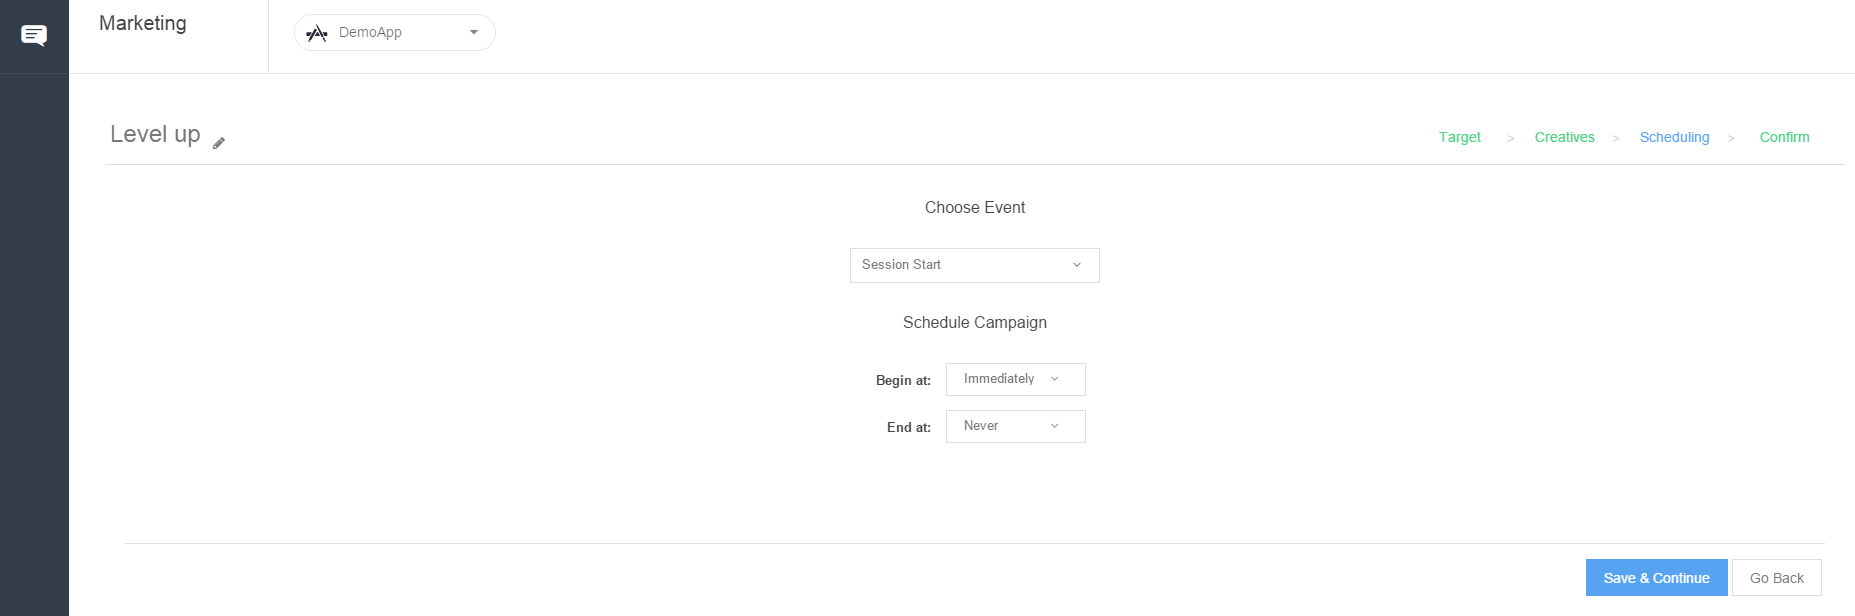 Marketing
DemoApp
Level up
Target > Creatives > Scheduling > Confirm
Choose Event
Session Start
Schedule Campaign
Begin at: Immediately
End at: Never
Save & Continue Go Back